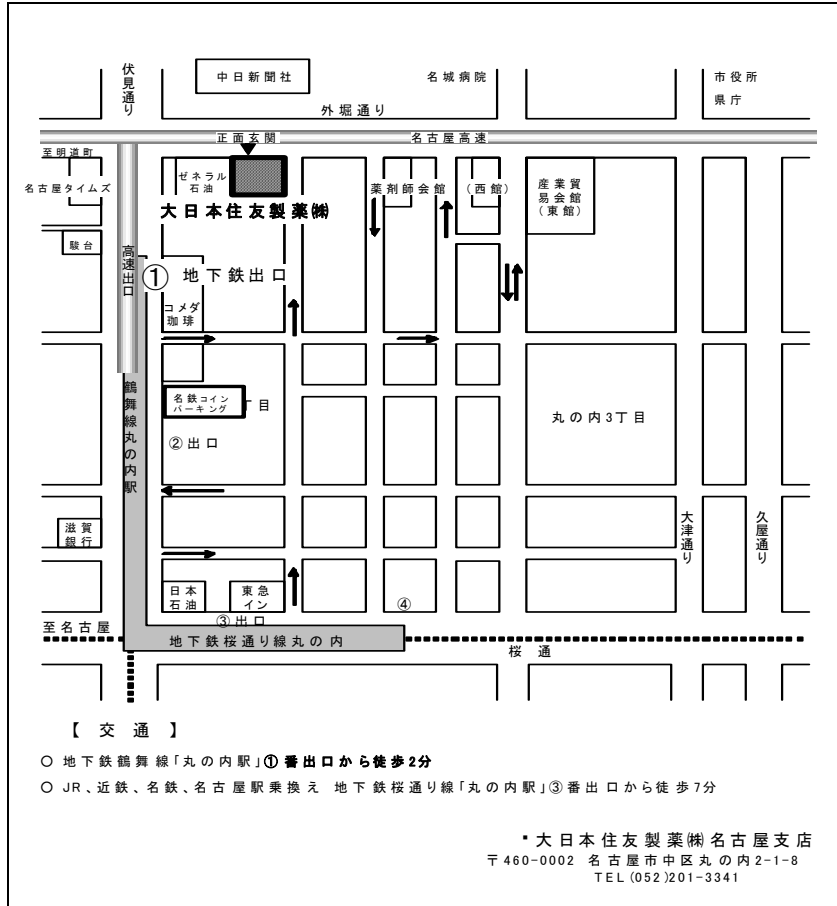 伏見通り
中日新聞社
名城病院
市役所
県庁
外堀通り
正面玄関
名古屋高速
至明道町
名古屋タイムズ
ゼネラル
石油
薬剤師会館
(西館)
産業貿
易会館
(東館)
大日本住友製薬㈱
駿台
高速出口
① 地下鉄出口
コメダ
珈琲
鶴舞線丸の内駅
名鉄コイン
パーキング
丁目
丸の内3丁目
②出口
滋賀
銀行
大津通り
久屋通り
日本
石油
東急
イン
③出口
④
至名古屋
地下鉄桜通り線丸の内
桜 通
【 交 通 】
○ 地下鉄鶴舞線「丸の内駅」①番出口から徒歩2分
○ JR、近鉄、名鉄、名古屋駅乗換え 地下鉄桜通り線「丸の内駅」③番出口から徒歩7分
▪大日本住友製薬㈱名古屋支店
〒460-0002 名古屋市中区丸の内2-1-8
TEL(052)201-3341